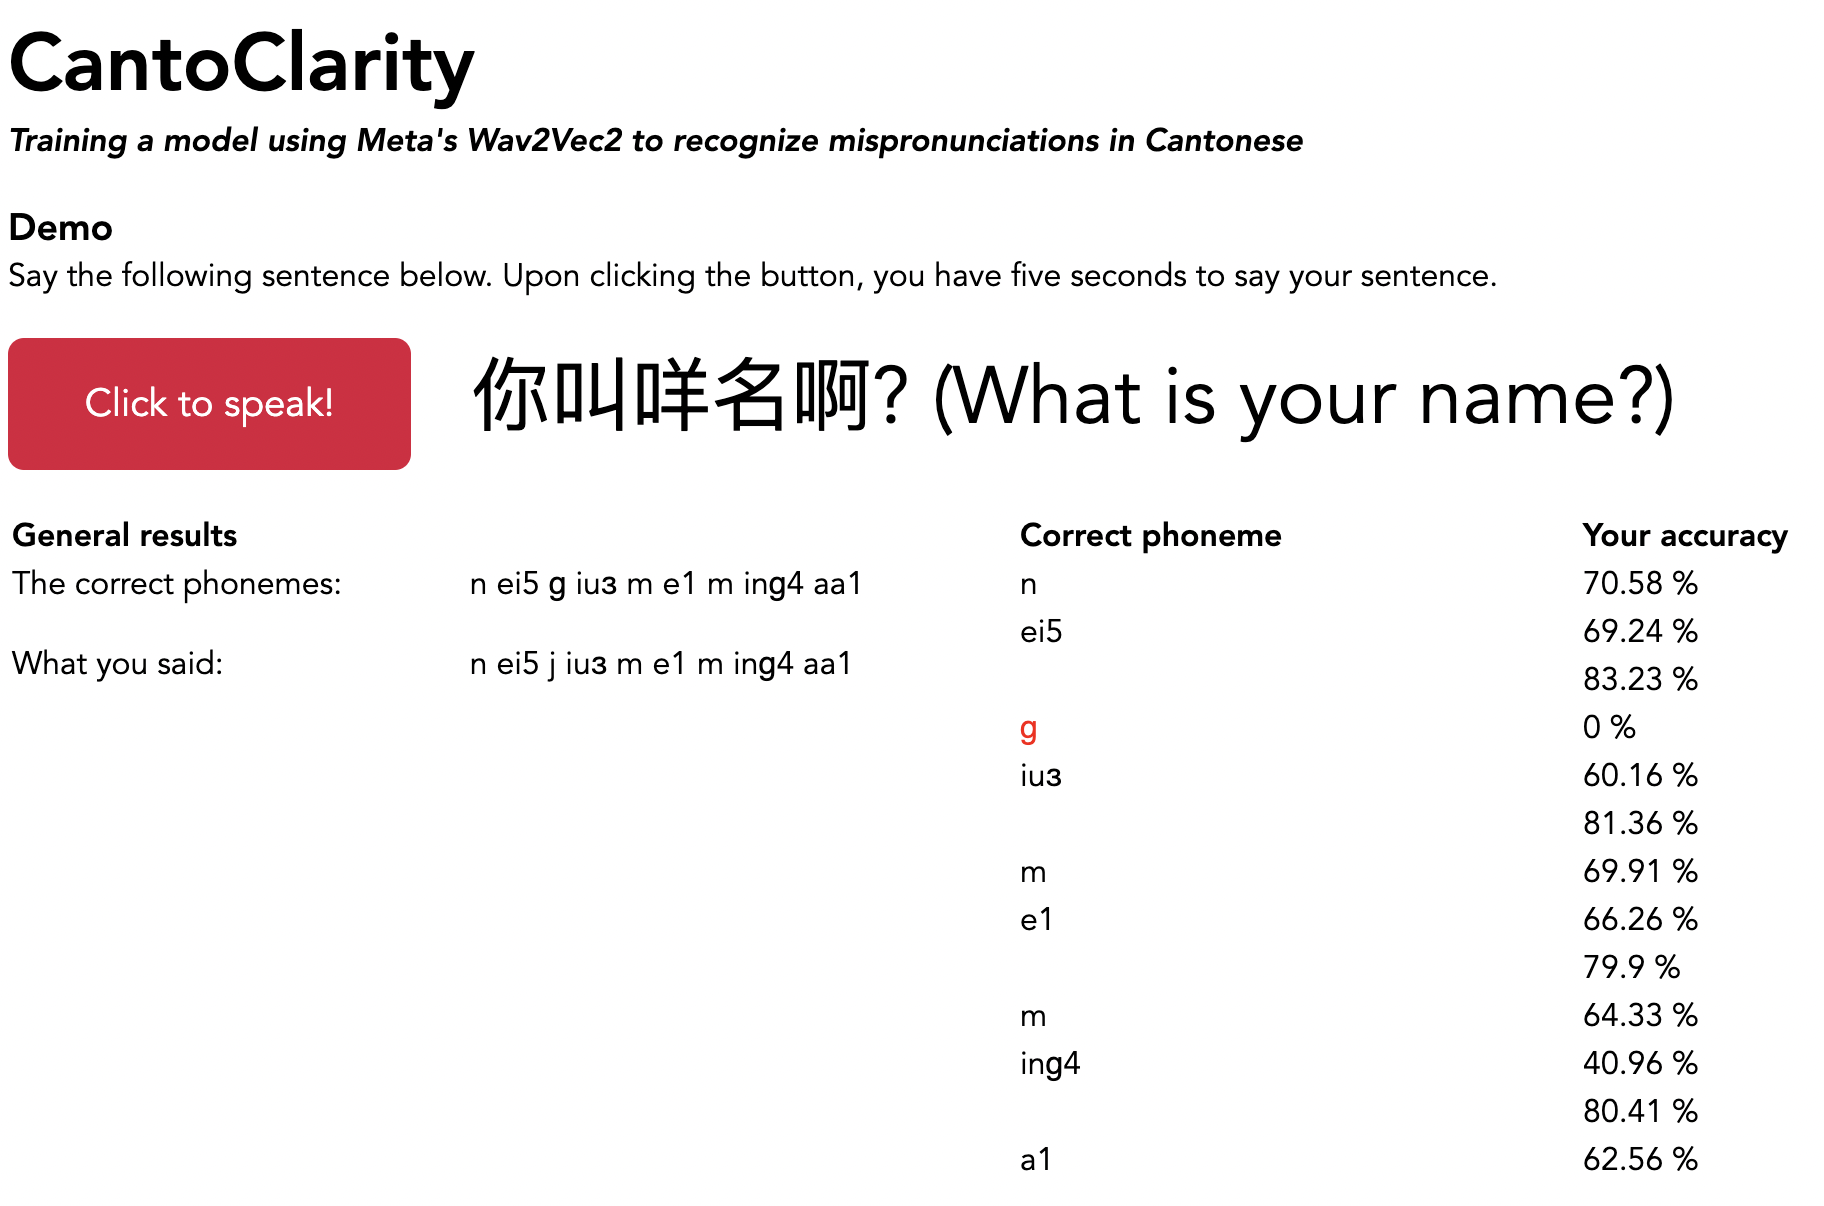 CantoClarity
Training a model using Meta's Wav2Vec2 to recognize mispronunciations in Cantonese
Demo
Say the following sentence below. Upon clicking the button, you have five seconds to say your sentence.
Click to speak!
你叫咩名啊? (What is your name?)
General results
The correct phonemes: n ei5 g iuз m e1 m ing4 aa1
What you said: n ei5 j iuз m e1 m ing4 aa1
Correct phoneme Your accuracy
n 70.58 %
ei5 69.24 %
83.23 %
g 0 %
iuз 60.16 %
81.36 %
m 69.91 %
e1 66.26 %
79.9 %
m 64.33 %
ing4 40.96 %
80.41 %
a1 62.56 %